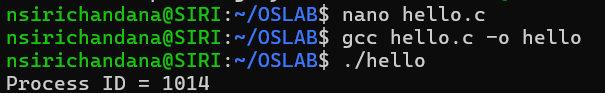 nsirichandana@SIRI:~/OSLAB$ nano hello.c
nsirichandana@SIRI:~/OSLAB$ gcc hello.c -o hello
nsirichandana@SIRI:~/OSLAB$ ./hello
Process ID = 1014